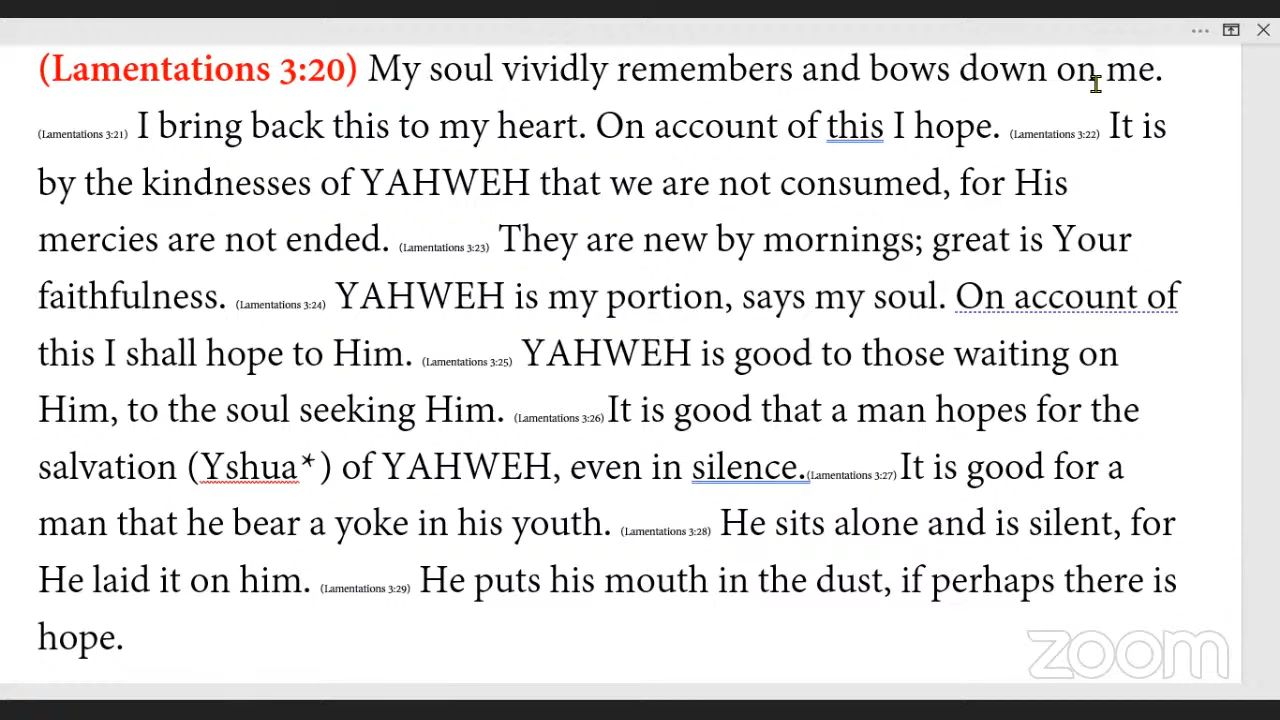 (Lamentations 3:20) My soul vividly remembers and bows down on me.
(Lamentations 3:21) I bring back this to my heart. On account of this I hope. (Lamentations 3:22) It is
by the kindnesses of YAHWEH that we are not consumed, for His
mercies are not ended. (Lamentations 3:23) They are new by mornings; great is Your
faithfulness. (Lamentations 3:24) YAHWEH is my portion, says my soul. On account of
this I shall hope to Him. (Lamentations 3:25) YAHWEH is good to those waiting on
Him, to the soul seeking Him. (Lamentations 3:26) It is good that a man hopes for the
salvation (Yshua*) of YAHWEH, even in silence.(Lamentations 3:27) It is good for a
man that he bear a yoke in his youth. (Lamentations 3:28) He sits alone and is silent, for
He laid it on him. (Lamentations 3:29) He puts his mouth in the dust, if perhaps there is
hope.
zoom